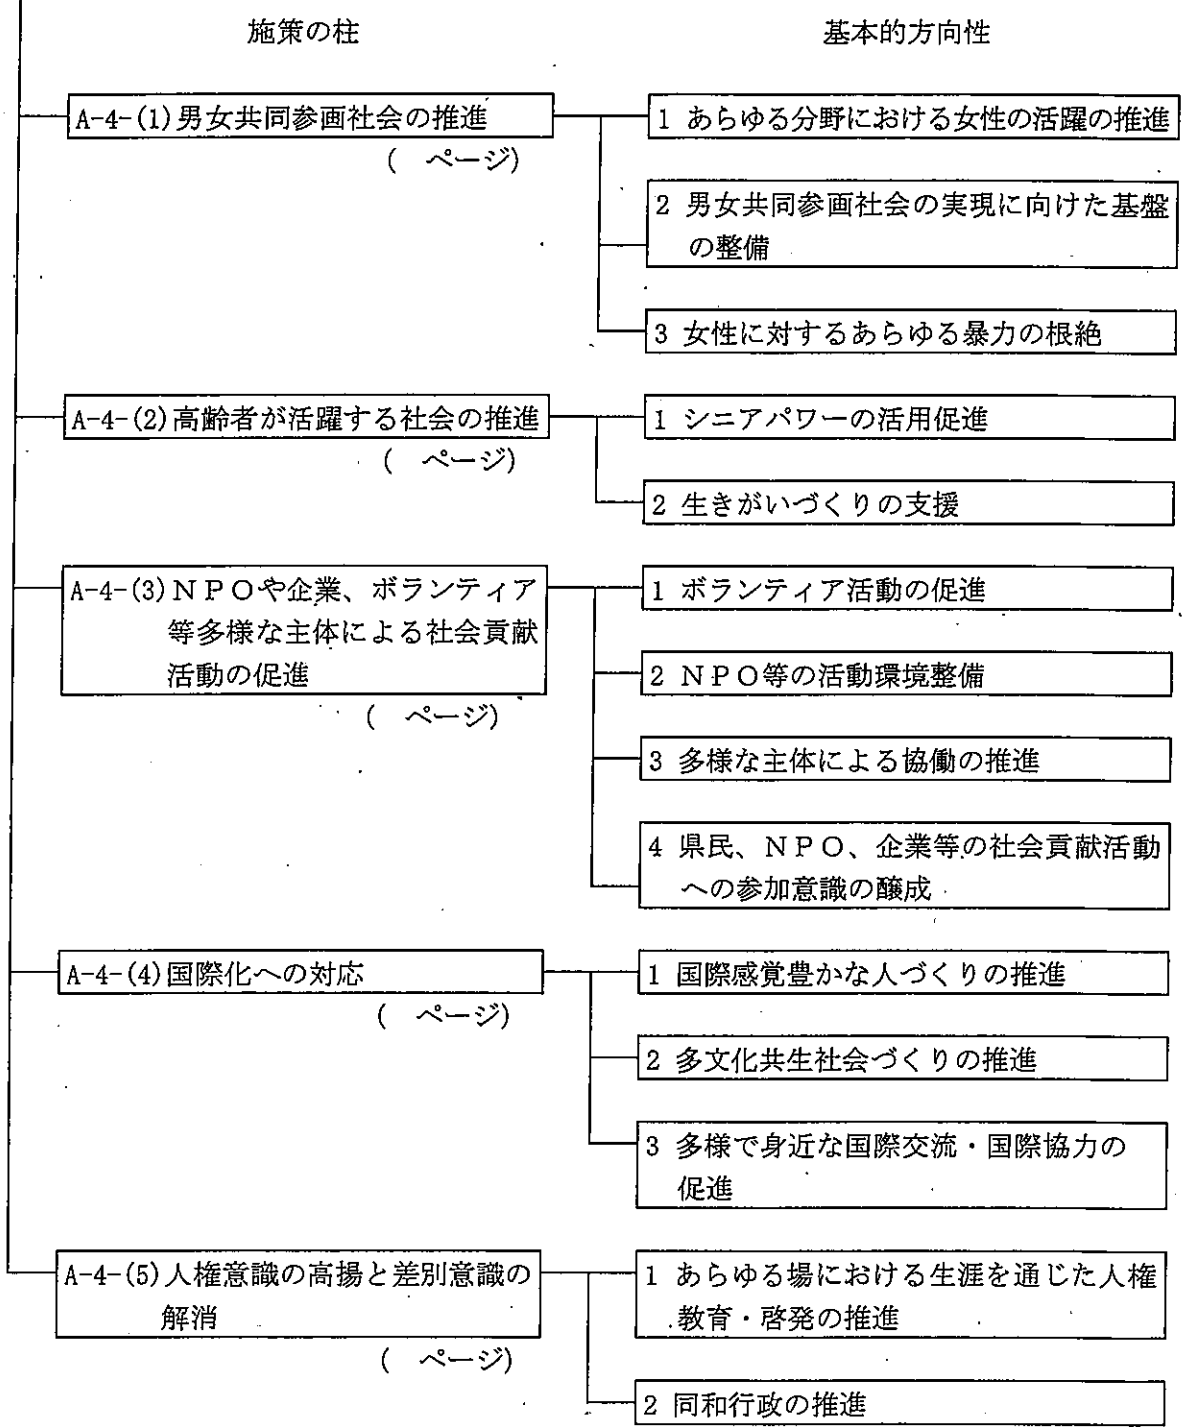 施策の柱
基本的方向性
A-4-(1)男女共同参画社会の推進
( ページ)
1 あらゆる分野における女性の活躍の推進
2 男女共同参画社会の実現に向けた基盤
の整備
3 女性に対するあらゆる暴力の根絶
A-4-(2)高齢者が活躍する社会の推進
( ページ)
1 シニアパワーの活用促進
2 生きがいづくりの支援
A-4-(3)NPOや企業、ボランティア
等多様な主体による社会貢献
活動の促進
( ページ)
1 ボランティア活動の促進
2 NPO等の活動環境整備
3 多様な主体による協働の推進
4 県民、NPO、企業等の社会貢献活動
への参加意識の醸成
A-4-(4)国際化への対応
( ページ)
1 国際感覚豊かな人づくりの推進
2 多文化共生社会づくりの推進
3 多様で身近な国際交流・国際協力の
促進
A-4-(5)人権意識の高揚と差別意識の
解消
( ページ)
1 あらゆる場における生涯を通じた人権
教育・啓発の推進
2 同和行政の推進